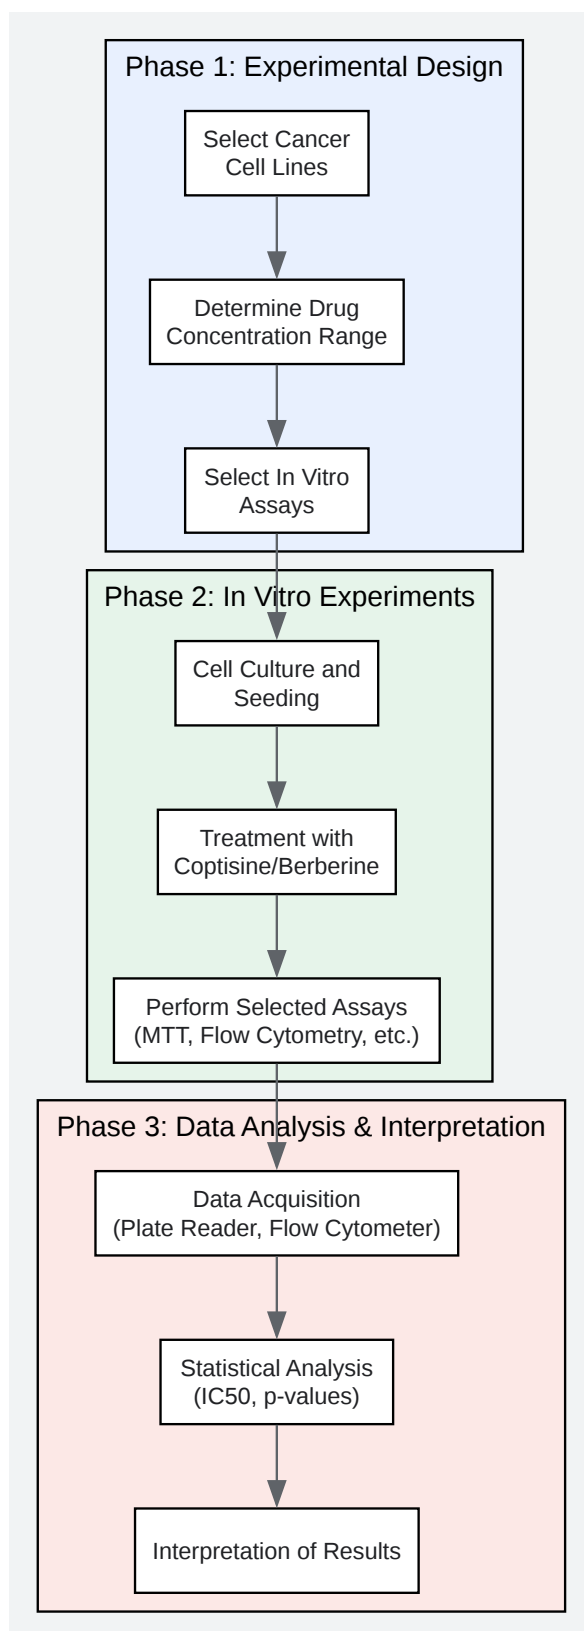 Phase 1: Experimental Design
Select Cancer
Cell Lines
Determine Drug
Concentration Range
Select In Vitro
Assays
Phase 2: In Vitro Experiments
Cell Culture and
Seeding
Treatment with
Coptisine/Berberine
Perform Selected Assays
(MTT, Flow Cytometry, etc.)
Phase 3: Data Analysis & Interpretation
Data Acquisition
(Plate Reader, Flow Cytometer)
Statistical Analysis
(IC50, p-values)
Interpretation of Results